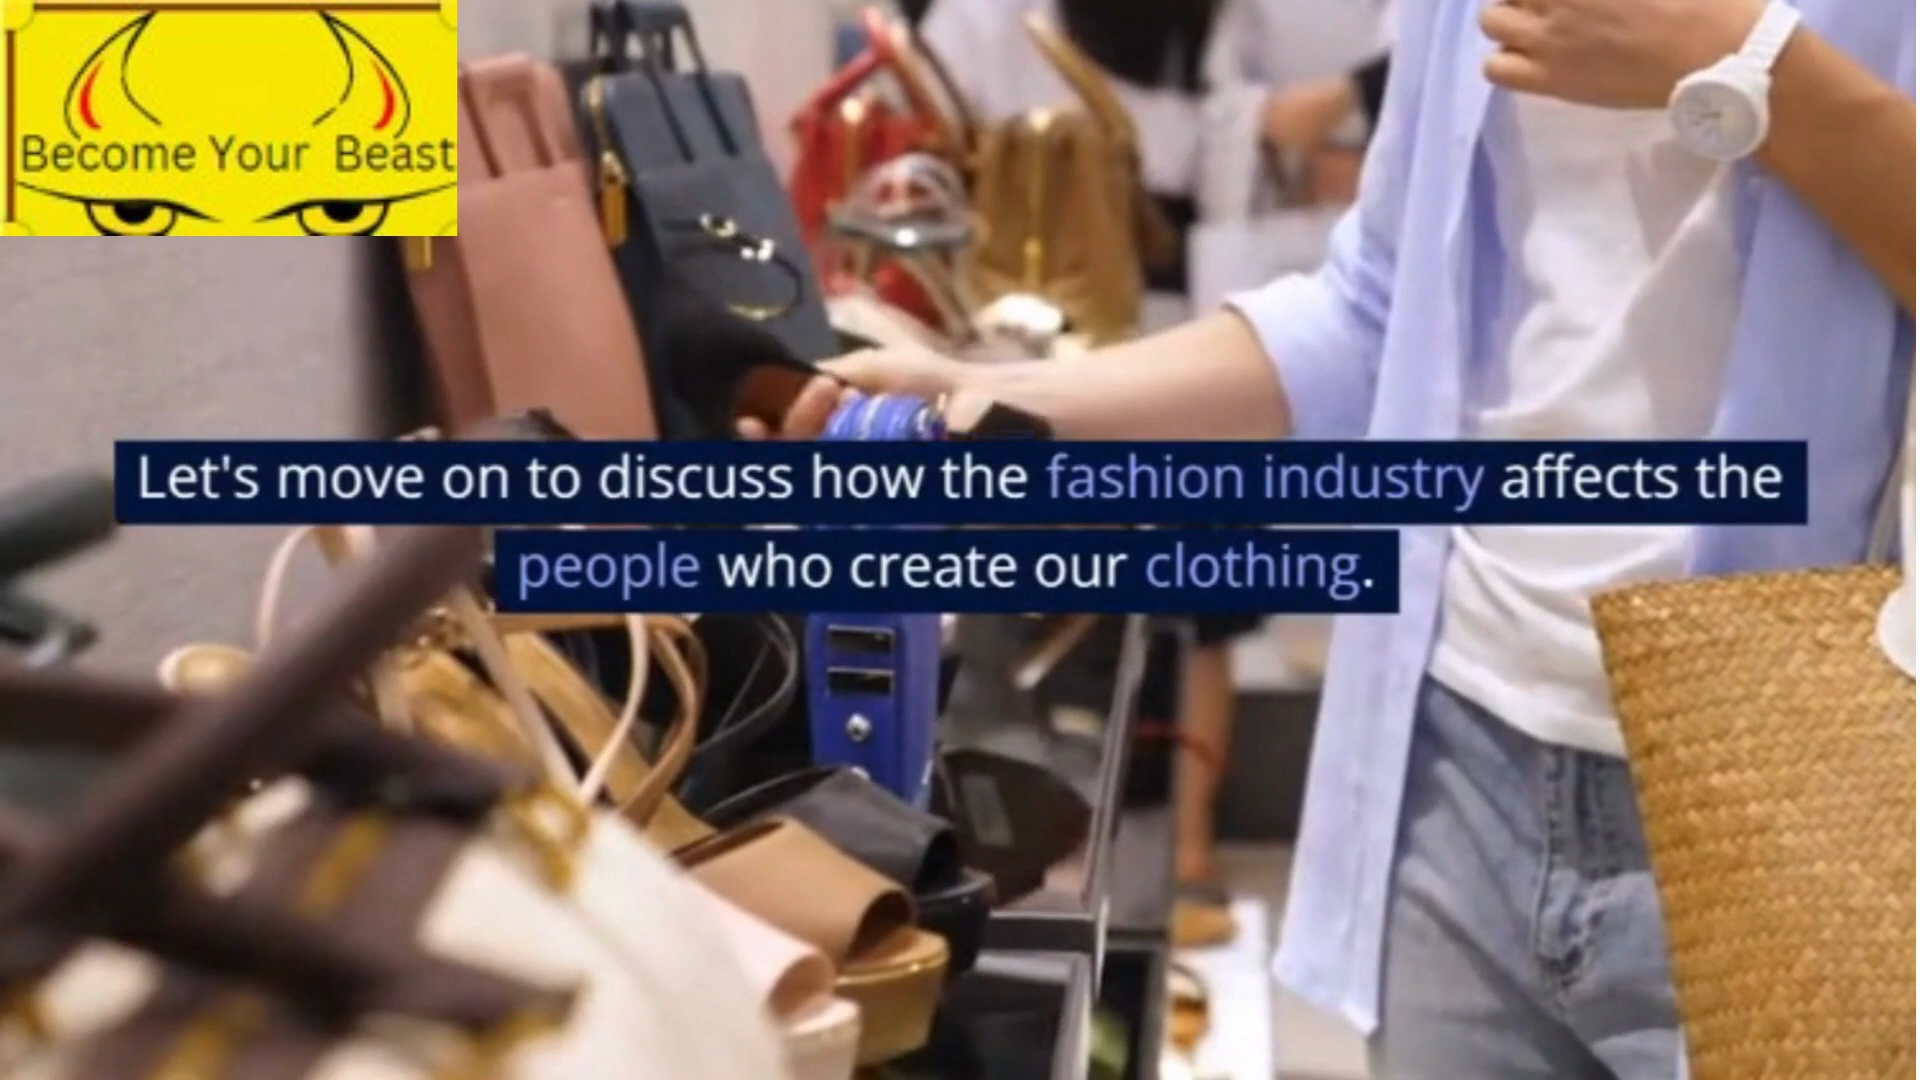 Become Your Beast
Let's move on to discuss how the fashion industry affects the
people who create our clothing.